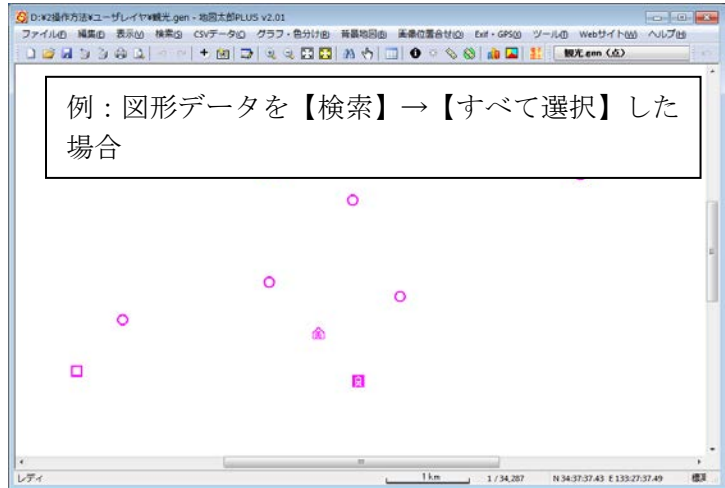 D:¥2操作方法¥ユーザレイヤ¥観光.gen - 地図太郎PLUS v2.01
ファイル(F) 編集(E) 表示(V) 検索(S) CSVデータ(C) グラフ・色分け(B) 背景地図(B) 画像位置合せ(G) Exif・GPS(X) ツール(T) Webサイト(W) ヘルプ(H)
観光.gen (点)
例：図形データを【検索】→【すべて選択】した
場合
レディ 1 km 1 / 34,287 N 34:37:37.43 E 133:27:37.49